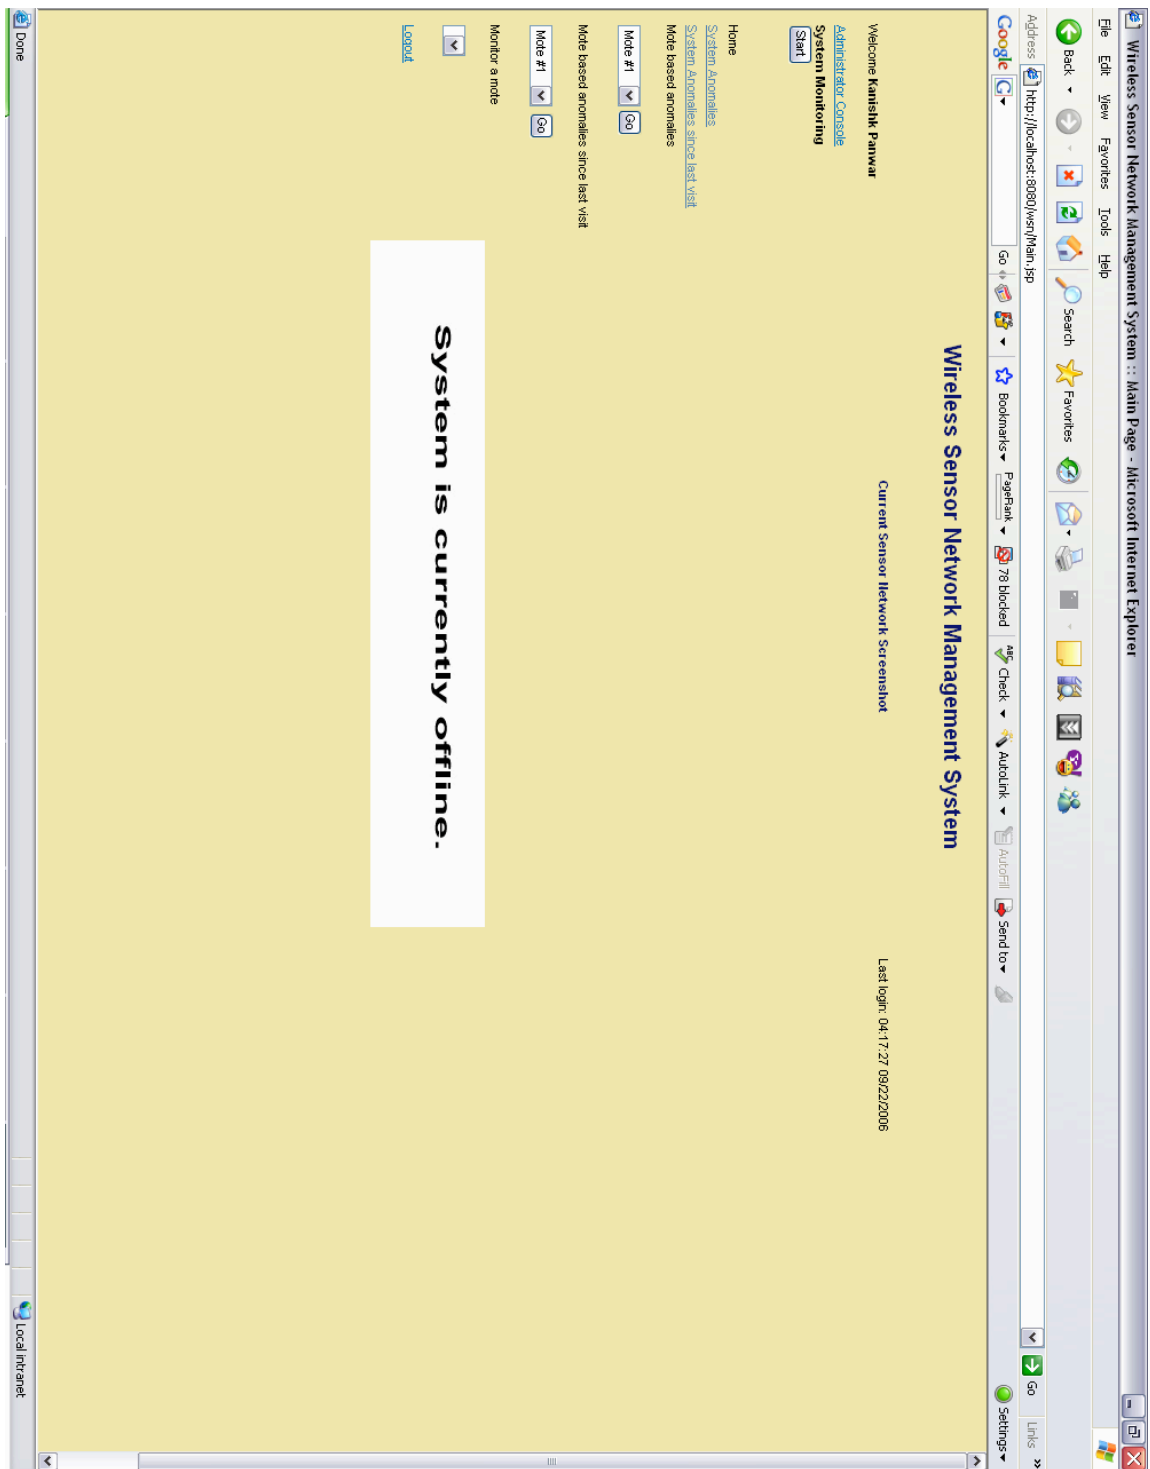 Wireless Sensor Network Management System :: Main Page - Microsoft Internet Explorer
File Edit View Favorites Tools Help
Back Search Favorites
Address http://localhost:8080/wsn/Main.jsp Go Links »
Google G Go Bookmarks PageRank 78 blocked ABC Check AutoLink AutoFill Send to Settings
Wireless Sensor Network Management System
Welcome Kanishk Panwar
Current Sensor Network Screenshot
Last login: 04:17:27 09/22/2006
Administrator Console
System Monitoring
Start
Home
System Anomalies
System Anomalies since last visit
Mote based anomalies
Mote #1 Go
Mote based anomalies since last visit
Mote #1 Go
Monitor a mote
Logout
System is currently offline.
Done Local intranet